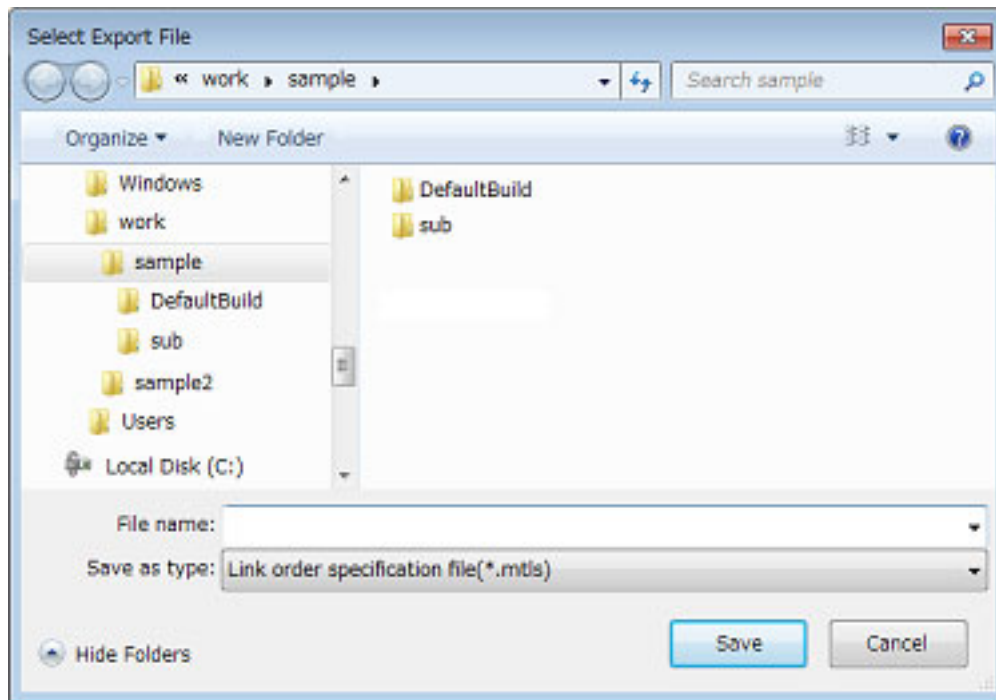 Select Export File
« work sample
Search sample
Organize
New Folder
Windows
work
sample
DefaultBuild
sub
sample2
Users
Local Disk (C:)
DefaultBuild
sub
File name:
Save as type: Link order specification file(*.mtls)
Hide Folders
Save
Cancel